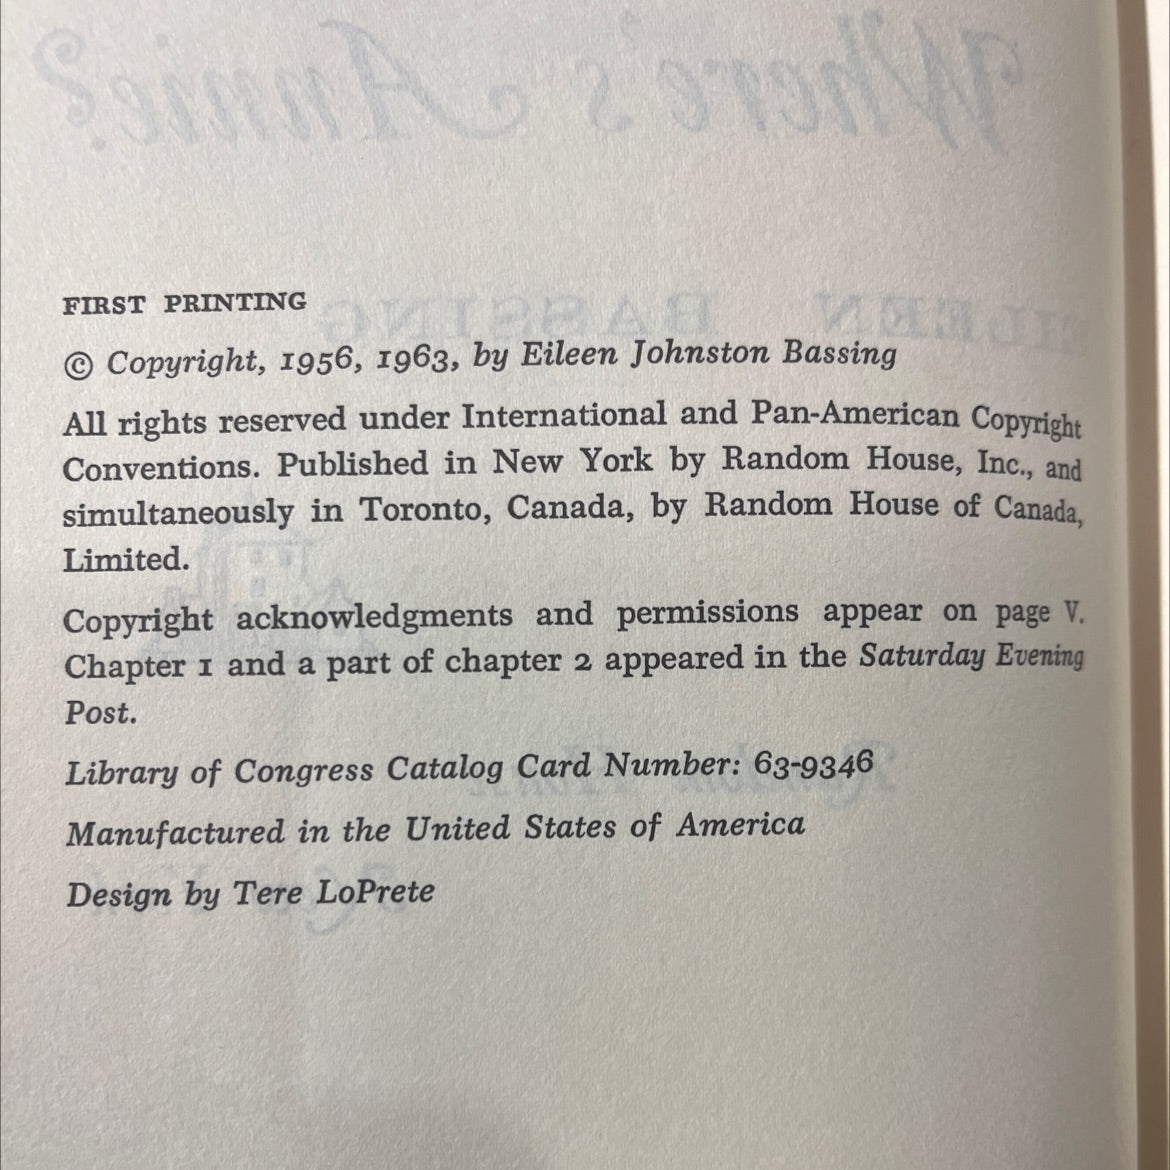 Where's Annie?
EILEEN BASSING
FIRST PRINTING
© Copyright, 1956, 1963, by Eileen Johnston Bassing
All rights reserved under International and Pan-American Copyright
Conventions. Published in New York by Random House, Inc., and
simultaneously in Toronto, Canada, by Random House of Canada,
Limited.
Copyright acknowledgments and permissions appear on page V.
Chapter 1 and a part of chapter 2 appeared in the Saturday Evening
Post.
Library of Congress Catalog Card Number: 63-9346
Manufactured in the United States of America
Design by Tere LoPrete